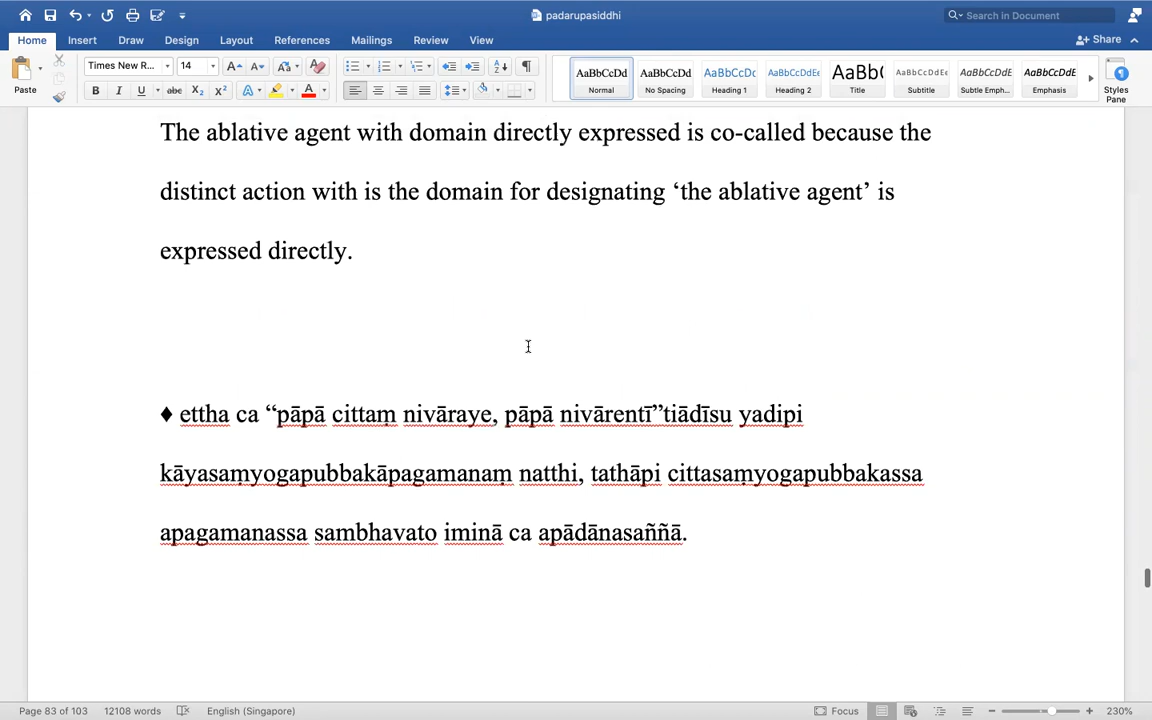 padarupasiddhi
Search in Document
Home Insert Draw Design Layout References Mailings Review View
Share
Paste
Times New R... 14
B I U abc X₂ X²
AaBbCcDd AaBbCcDd AaBbCcDc AaBbCcDdEe AaBb( AaBbCcDdEe AaBbCcDdE AaBbCcDdE
Normal No Spacing Heading 1 Heading 2 Title Subtitle Subtle Emph... Emphasis
Styles
Pane
The ablative agent with domain directly expressed is co-called because the
distinct action with is the domain for designating ‘the ablative agent’ is
expressed directly.
♦ ettha ca “pāpā cittaṃ nivāraye, pāpā nivārentī”tiādīsu yadipi
kāyasaṃyogapubbakāpagamanaṃ natthi, tathāpi cittasaṃyogapubbakassa
apagamanassa sambhavato iminā ca apādānasaññā.
Page 83 of 103 12108 words English (Singapore) Focus 230%